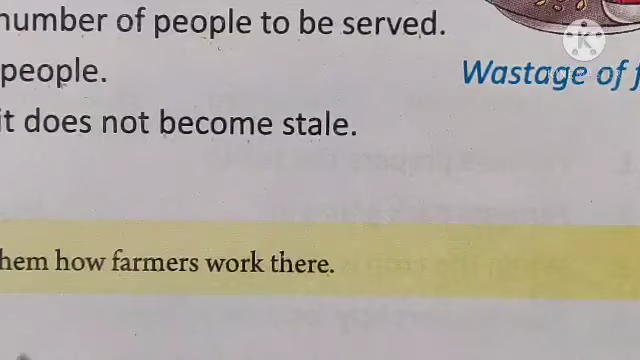 number of people to be served.
people.
Wastage of f
it does not become stale.
hem how farmers work there.